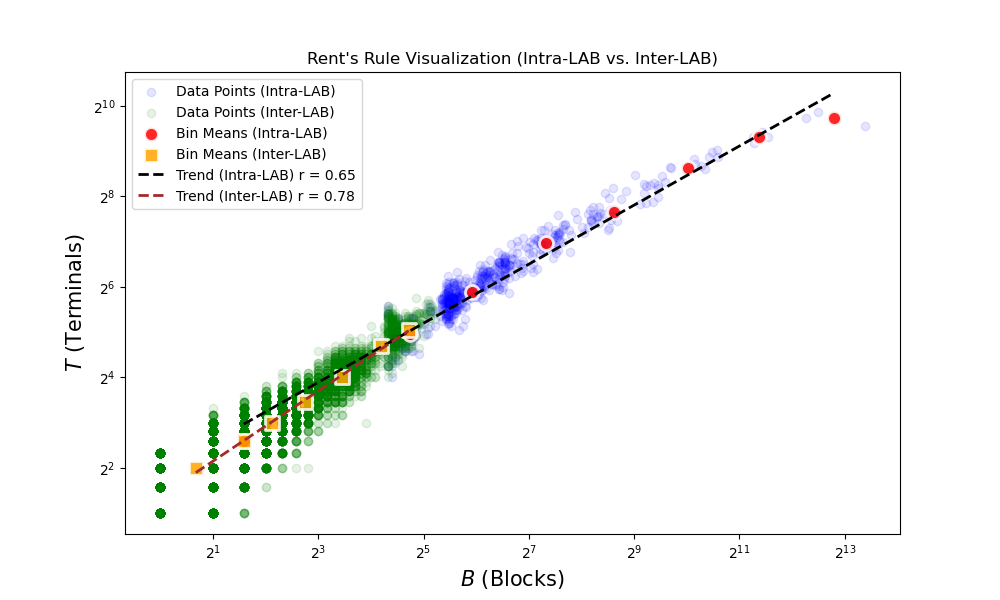 Rent's Rule Visualization (Intra-LAB vs. Inter-LAB)
Data Points (Intra-LAB)
Data Points (Inter-LAB)
Bin Means (Intra-LAB)
Bin Means (Inter-LAB)
Trend (Intra-LAB) r = 0.65
Trend (Inter-LAB) r = 0.78
T (Terminals)
2^10
2^8
2^6
2^4
2^2
2^1 2^3 2^5 2^7 2^9 2^11 2^13
B (Blocks)